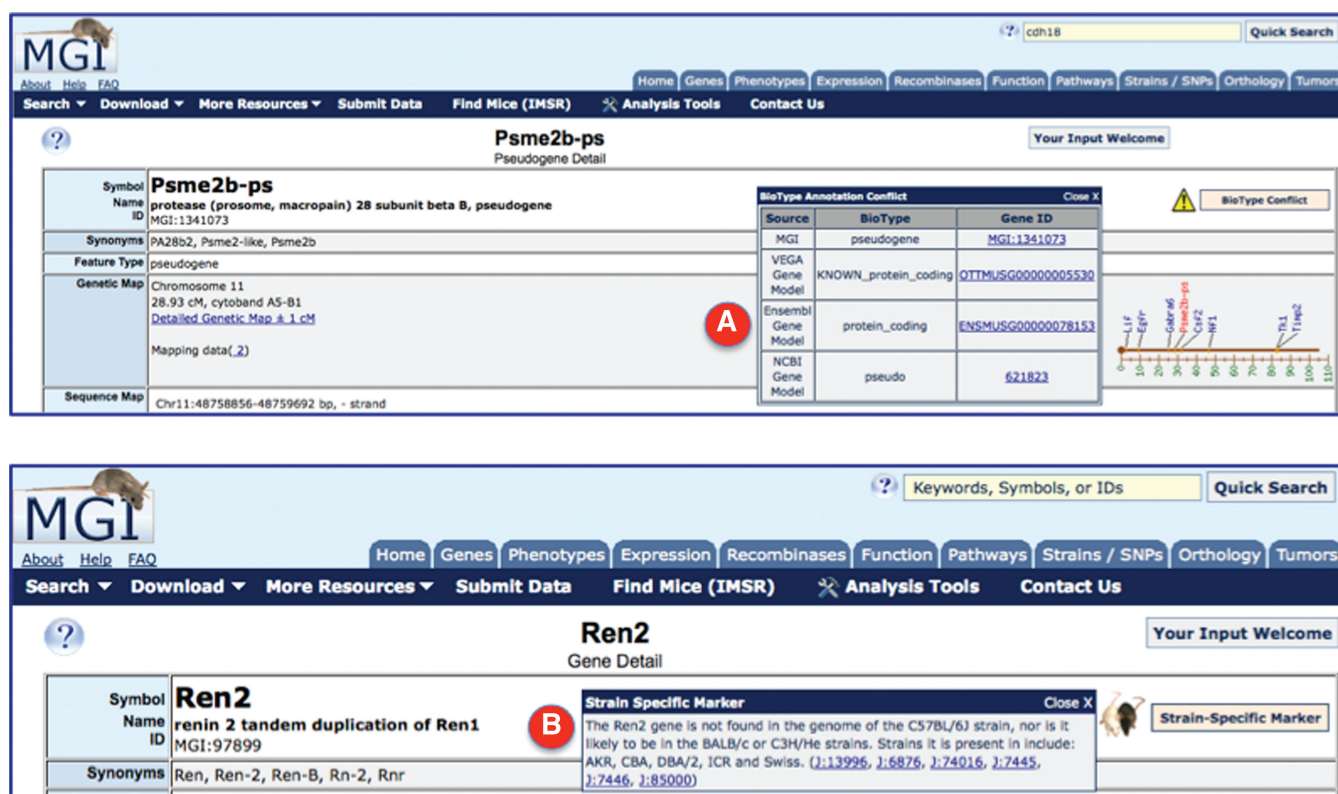 MGI
About Help FAQ
? cdh18 Quick Search
Home Genes Phenotypes Expression Recombinases Function Pathways Strains / SNPs Orthology Tumors
Search ▼ Download ▼ More Resources ▼ Submit Data Find Mice (IMSR) Analysis Tools Contact Us
?
Psme2b-ps
Pseudogene Detail
Your Input Welcome
Symbol Psme2b-ps
Name protease (prosome, macropain) 28 subunit beta B, pseudogene
ID MGI:1341073
Synonyms PA28b2, Psme2-like, Psme2b
Feature Type pseudogene
Genetic Map Chromosome 11
28.93 cM, cytoband A5-B1
Detailed Genetic Map ± 1 cM
Mapping data( 2)
Sequence Map Chr11:48758856-48759692 bp, - strand
A
BioType Annotation Conflict Close X
Source BioType Gene ID
MGI pseudogene MGI:1341073
VEGA
Gene
Model
KNOWN_protein_coding OTTMUSG00000005530
Ensembl
Gene
Model
protein_coding ENSMUSG00000078153
NCBI
Gene
Model
pseudo 621823
BioType Conflict
Lif
Egfr
Gabra6
Psme2b-ps
Csf2
Nf1
Tk1
Timp2
0 10 20 30 40 50 60 70 80 90 100 110
MGI
About Help FAQ
? Keywords, Symbols, or IDs Quick Search
Home Genes Phenotypes Expression Recombinases Function Pathways Strains / SNPs Orthology Tumors
Search ▼ Download ▼ More Resources ▼ Submit Data Find Mice (IMSR) Analysis Tools Contact Us
?
Ren2
Gene Detail
Your Input Welcome
Symbol Ren2
Name renin 2 tandem duplication of Ren1
ID MGI:97899
Synonyms Ren, Ren-2, Ren-B, Rn-2, Rnr
B
Strain Specific Marker Close X
The Ren2 gene is not found in the genome of the C57BL/6J strain, nor is it
likely to be in the BALB/c or C3H/He strains. Strains it is present in include:
AKR, CBA, DBA/2, ICR and Swiss. (J:13996, J:6876, J:74016, J:7445,
J:7446, J:85000)
Strain-Specific Marker